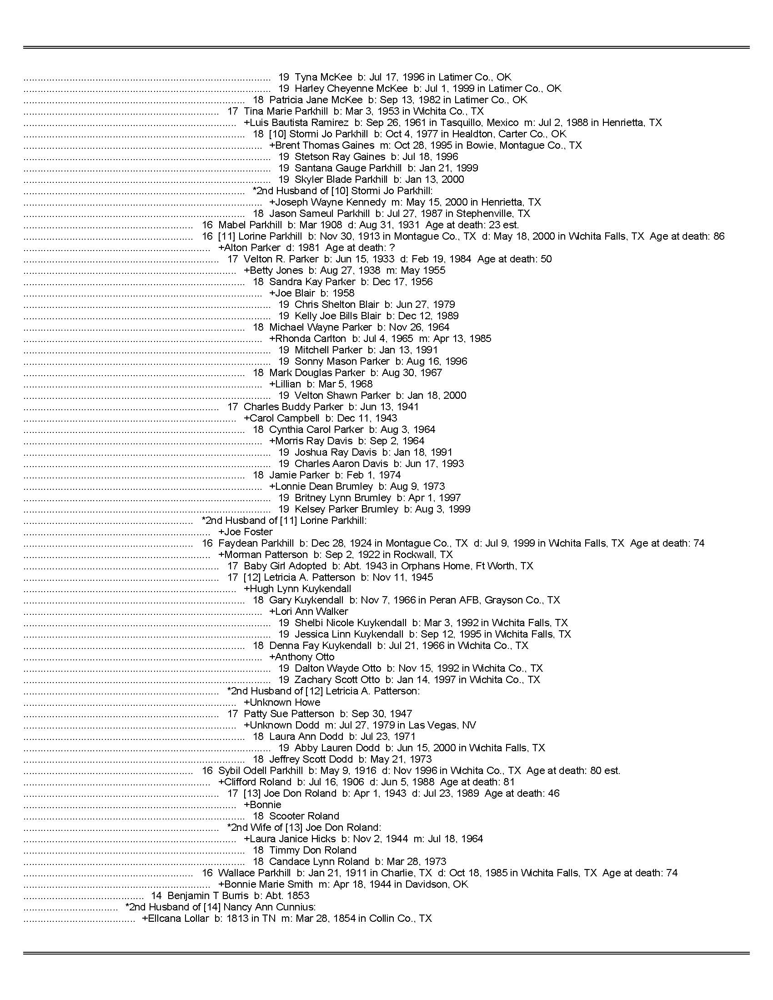 ........................................................................................ 19 Tyna McKee b: Jul 17, 1996 in Latimer Co., OK
........................................................................................ 19 Harley Cheyenne McKee b: Jul 1, 1999 in Latimer Co., OK
............................................................................... 18 Patricia Jane McKee b: Sep 13, 1982 in Latimer Co., OK
...................................................................... 17 Tina Marie Parkhill b: Mar 3, 1953 in Wichita Co., TX
............................................................................ +Luis Bautista Ramirez b: Sep 26, 1961 in Tasquillo, Mexico m: Jul 2, 1988 in Henrietta, TX
............................................................................... 18 [10] Stormi Jo Parkhill b: Oct 4, 1977 in Healdton, Carter Co., OK
..................................................................................... +Brent Thomas Gaines m: Oct 28, 1995 in Bowie, Montague Co., TX
........................................................................................ 19 Stetson Ray Gaines b: Jul 18, 1996
........................................................................................ 19 Santana Gauge Parkhill b: Jan 21, 1999
........................................................................................ 19 Skyler Blade Parkhill b: Jan 13, 2000
............................................................................... *2nd Husband of [10] Stormi Jo Parkhill:
..................................................................................... +Joseph Wayne Kennedy m: May 15, 2000 in Henrietta, TX
............................................................................... 18 Jason Sameul Parkhill b: Jul 27, 1987 in Stephenville, TX
............................................................. 16 Mabel Parkhill b: Mar 1908 d: Aug 31, 1931 Age at death: 23 est.
............................................................. 16 [11] Lorine Parkhill b: Nov 30, 1913 in Montague Co., TX d: May 18, 2000 in Wichita Falls, TX Age at death: 86
................................................................... +Alton Parker d: 1981 Age at death: ?
...................................................................... 17 Velton R. Parker b: Jun 15, 1933 d: Feb 19, 1984 Age at death: 50
............................................................................ +Betty Jones b: Aug 27, 1938 m: May 1955
............................................................................... 18 Sandra Kay Parker b: Dec 17, 1956
..................................................................................... +Joe Blair b: 1958
........................................................................................ 19 Chris Shelton Blair b: Jun 27, 1979
........................................................................................ 19 Kelly Joe Bills Blair b: Dec 12, 1989
............................................................................... 18 Michael Wayne Parker b: Nov 26, 1964
..................................................................................... +Rhonda Carlton b: Jul 4, 1965 m: Apr 13, 1985
........................................................................................ 19 Mitchell Parker b: Jan 13, 1991
........................................................................................ 19 Sonny Mason Parker b: Aug 16, 1996
............................................................................... 18 Mark Douglas Parker b: Aug 30, 1967
..................................................................................... +Lillian b: Mar 5, 1968
........................................................................................ 19 Velton Shawn Parker b: Jan 18, 2000
...................................................................... 17 Charles Buddy Parker b: Jun 13, 1941
............................................................................ +Carol Campbell b: Dec 11, 1943
............................................................................... 18 Cynthia Carol Parker b: Aug 3, 1964
..................................................................................... +Morris Ray Davis b: Sep 2, 1964
........................................................................................ 19 Joshua Ray Davis b: Jan 18, 1991
........................................................................................ 19 Charles Aaron Davis b: Jun 17, 1993
............................................................................... 18 Jamie Parker b: Feb 1, 1974
..................................................................................... +Lonnie Dean Brumley b: Aug 9, 1973
........................................................................................ 19 Britney Lynn Brumley b: Apr 1, 1997
........................................................................................ 19 Kelsey Parker Brumley b: Aug 3, 1999
............................................................. *2nd Husband of [11] Lorine Parkhill:
................................................................... +Joe Foster
............................................................. 16 Faydean Parkhill b: Dec 28, 1924 in Montague Co., TX d: Jul 9, 1999 in Wichita Falls, TX Age at death: 74
................................................................... +Morman Patterson b: Sep 2, 1922 in Rockwall, TX
...................................................................... 17 Baby Girl Adopted b: Abt. 1943 in Orphans Home, Ft Worth, TX
...................................................................... 17 [12] Letricia A. Patterson b: Nov 11, 1945
............................................................................ +Hugh Lynn Kuykendall
............................................................................... 18 Gary Kuykendall b: Nov 7, 1966 in Peran AFB, Grayson Co., TX
..................................................................................... +Lori Ann Walker
........................................................................................ 19 Shelbi Nicole Kuykendall b: Mar 3, 1992 in Wichita Falls, TX
........................................................................................ 19 Jessica Linn Kuykendall b: Sep 12, 1995 in Wichita Falls, TX
............................................................................... 18 Denna Fay Kuykendall b: Jul 21, 1966 in Wichita Co., TX
..................................................................................... +Anthony Otto
........................................................................................ 19 Dalton Wayde Otto b: Nov 15, 1992 in Wichita Co., TX
........................................................................................ 19 Zachary Scott Otto b: Jan 14, 1997 in Wichita Co., TX
...................................................................... *2nd Husband of [12] Letricia A. Patterson:
............................................................................ +Unknown Howe
...................................................................... 17 Patty Sue Patterson b: Sep 30, 1947
............................................................................ +Unknown Dodd m: Jul 27, 1979 in Las Vegas, NV
............................................................................... 18 Laura Ann Dodd b: Jul 23, 1971
........................................................................................ 19 Abby Lauren Dodd b: Jun 15, 2000 in Wichita Falls, TX
............................................................................... 18 Jeffrey Scott Dodd b: May 21, 1973
............................................................. 16 Sybil Odell Parkhill b: May 9, 1916 d: Nov 1996 in Wichita Co., TX Age at death: 80 est.
................................................................... +Clifford Roland b: Jul 16, 1906 d: Jun 5, 1988 Age at death: 81
...................................................................... 17 [13] Joe Don Roland b: Apr 1, 1943 d: Jul 23, 1989 Age at death: 46
............................................................................ +Bonnie
............................................................................... 18 Scooter Roland
...................................................................... *2nd Wife of [13] Joe Don Roland:
............................................................................ +Laura Janice Hicks b: Nov 2, 1944 m: Jul 18, 1964
............................................................................... 18 Timmy Don Roland
............................................................................... 18 Candace Lynn Roland b: Mar 28, 1973
............................................................. 16 Wallace Parkhill b: Jan 21, 1911 in Charlie, TX d: Oct 18, 1985 in Wichita Falls, TX Age at death: 74
................................................................... +Bonnie Marie Smith m: Apr 18, 1944 in Davidson, OK
........................................... 14 Benjamin T Burris b: Abt. 1853
.................................. *2nd Husband of [14] Nancy Ann Cunnius:
........................................ +Ellcana Lollar b: 1813 in TN m: Mar 28, 1854 in Collin Co., TX